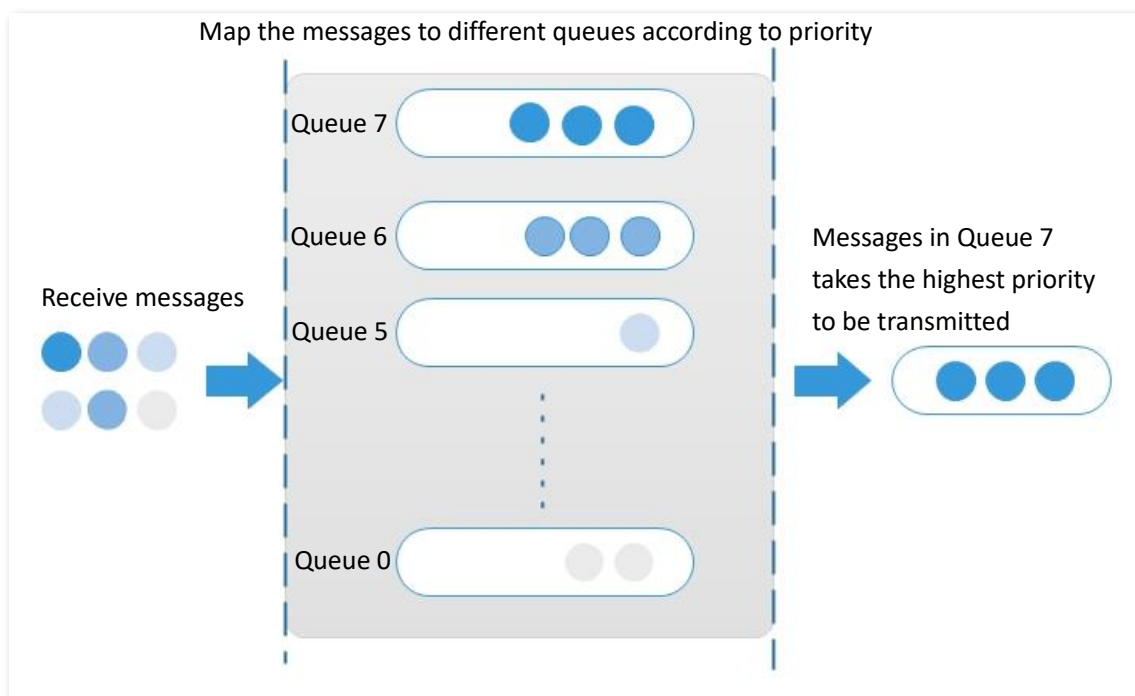 Map the messages to different queues according to priority
Queue 7
Queue 6
Receive messages
Queue 5
Queue 0
Messages in Queue 7
takes the highest priority
to be transmitted